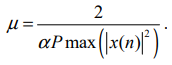 μ = 2 / (αP max(|x(n)|²)).